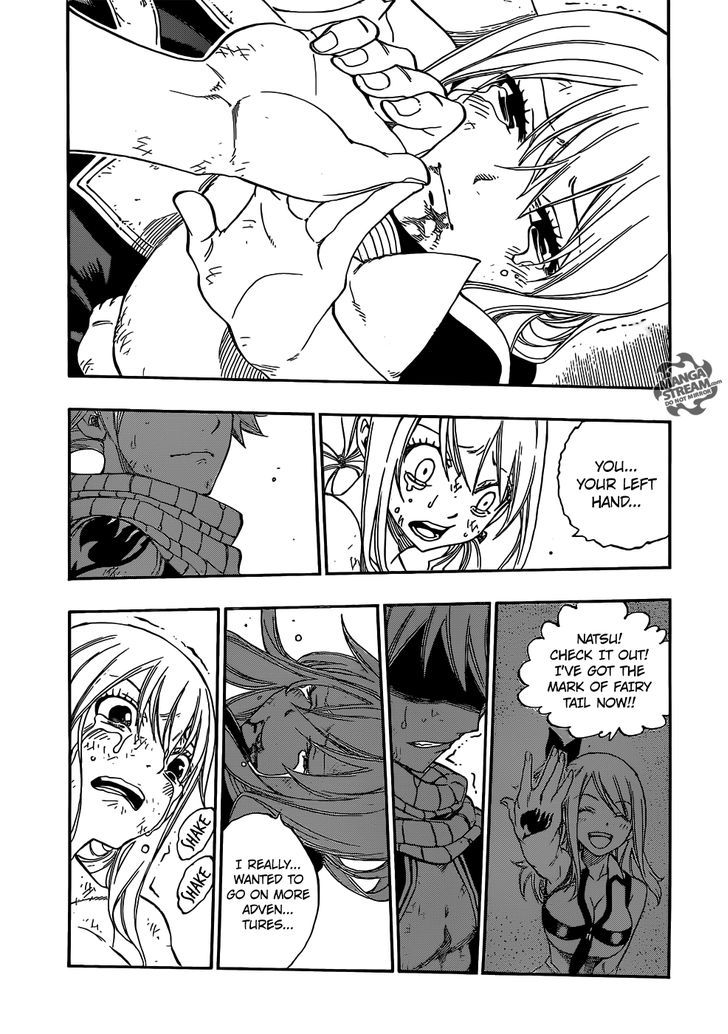 MANGA
STREAM.com
DO NOT MIRROR
YOU...
YOUR LEFT
HAND...
NATSU!
CHECK IT OUT!
I'VE GOT THE
MARK OF FAIRY
TAIL NOW!!
I REALLY...
WANTED TO
GO ON MORE
ADVEN...
TURES...
SHAKE
SHAKE